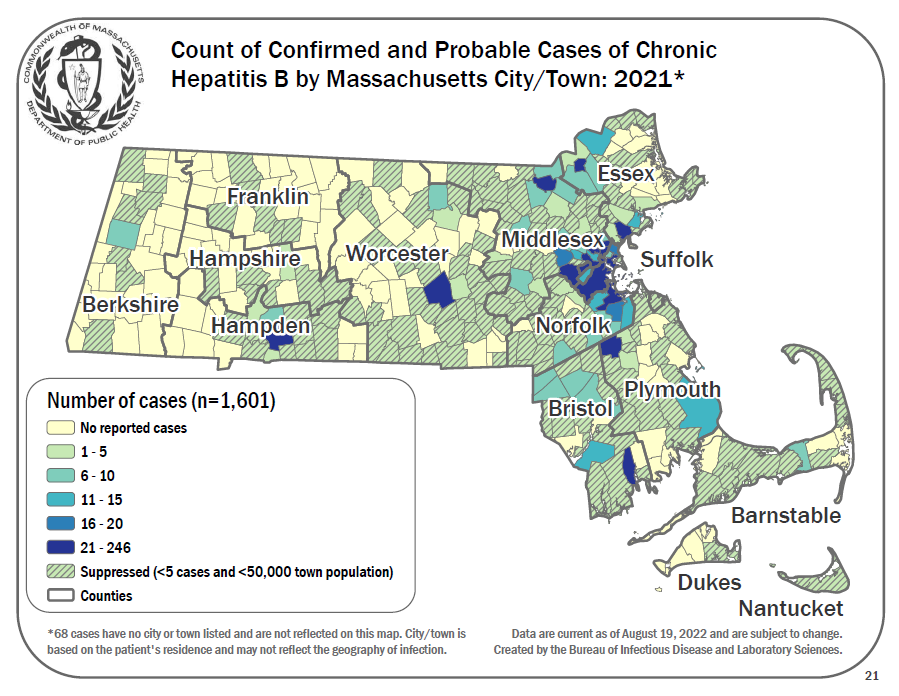 COMMONWEALTH OF MASSACHUSETTS
DEPARTMENT OF PUBLIC HEALTH
Count of Confirmed and Probable Cases of Chronic
Hepatitis B by Massachusetts City/Town: 2021*
Essex
Franklin
Middlesex
Hampshire
Worcester
Suffolk
Berkshire
Hampden
Norfolk
Plymouth
Bristol
Barnstable
Dukes
Nantucket
Number of cases (n=1,601)
No reported cases
1 - 5
6 - 10
11 - 15
16 - 20
21 - 246
Suppressed (<5 cases and <50,000 town population)
Counties
*68 cases have no city or town listed and are not reflected on this map. City/town is
based on the patient's residence and may not reflect the geography of infection.
Data are current as of August 19, 2022 and are subject to change.
Created by the Bureau of Infectious Disease and Laboratory Sciences.
21